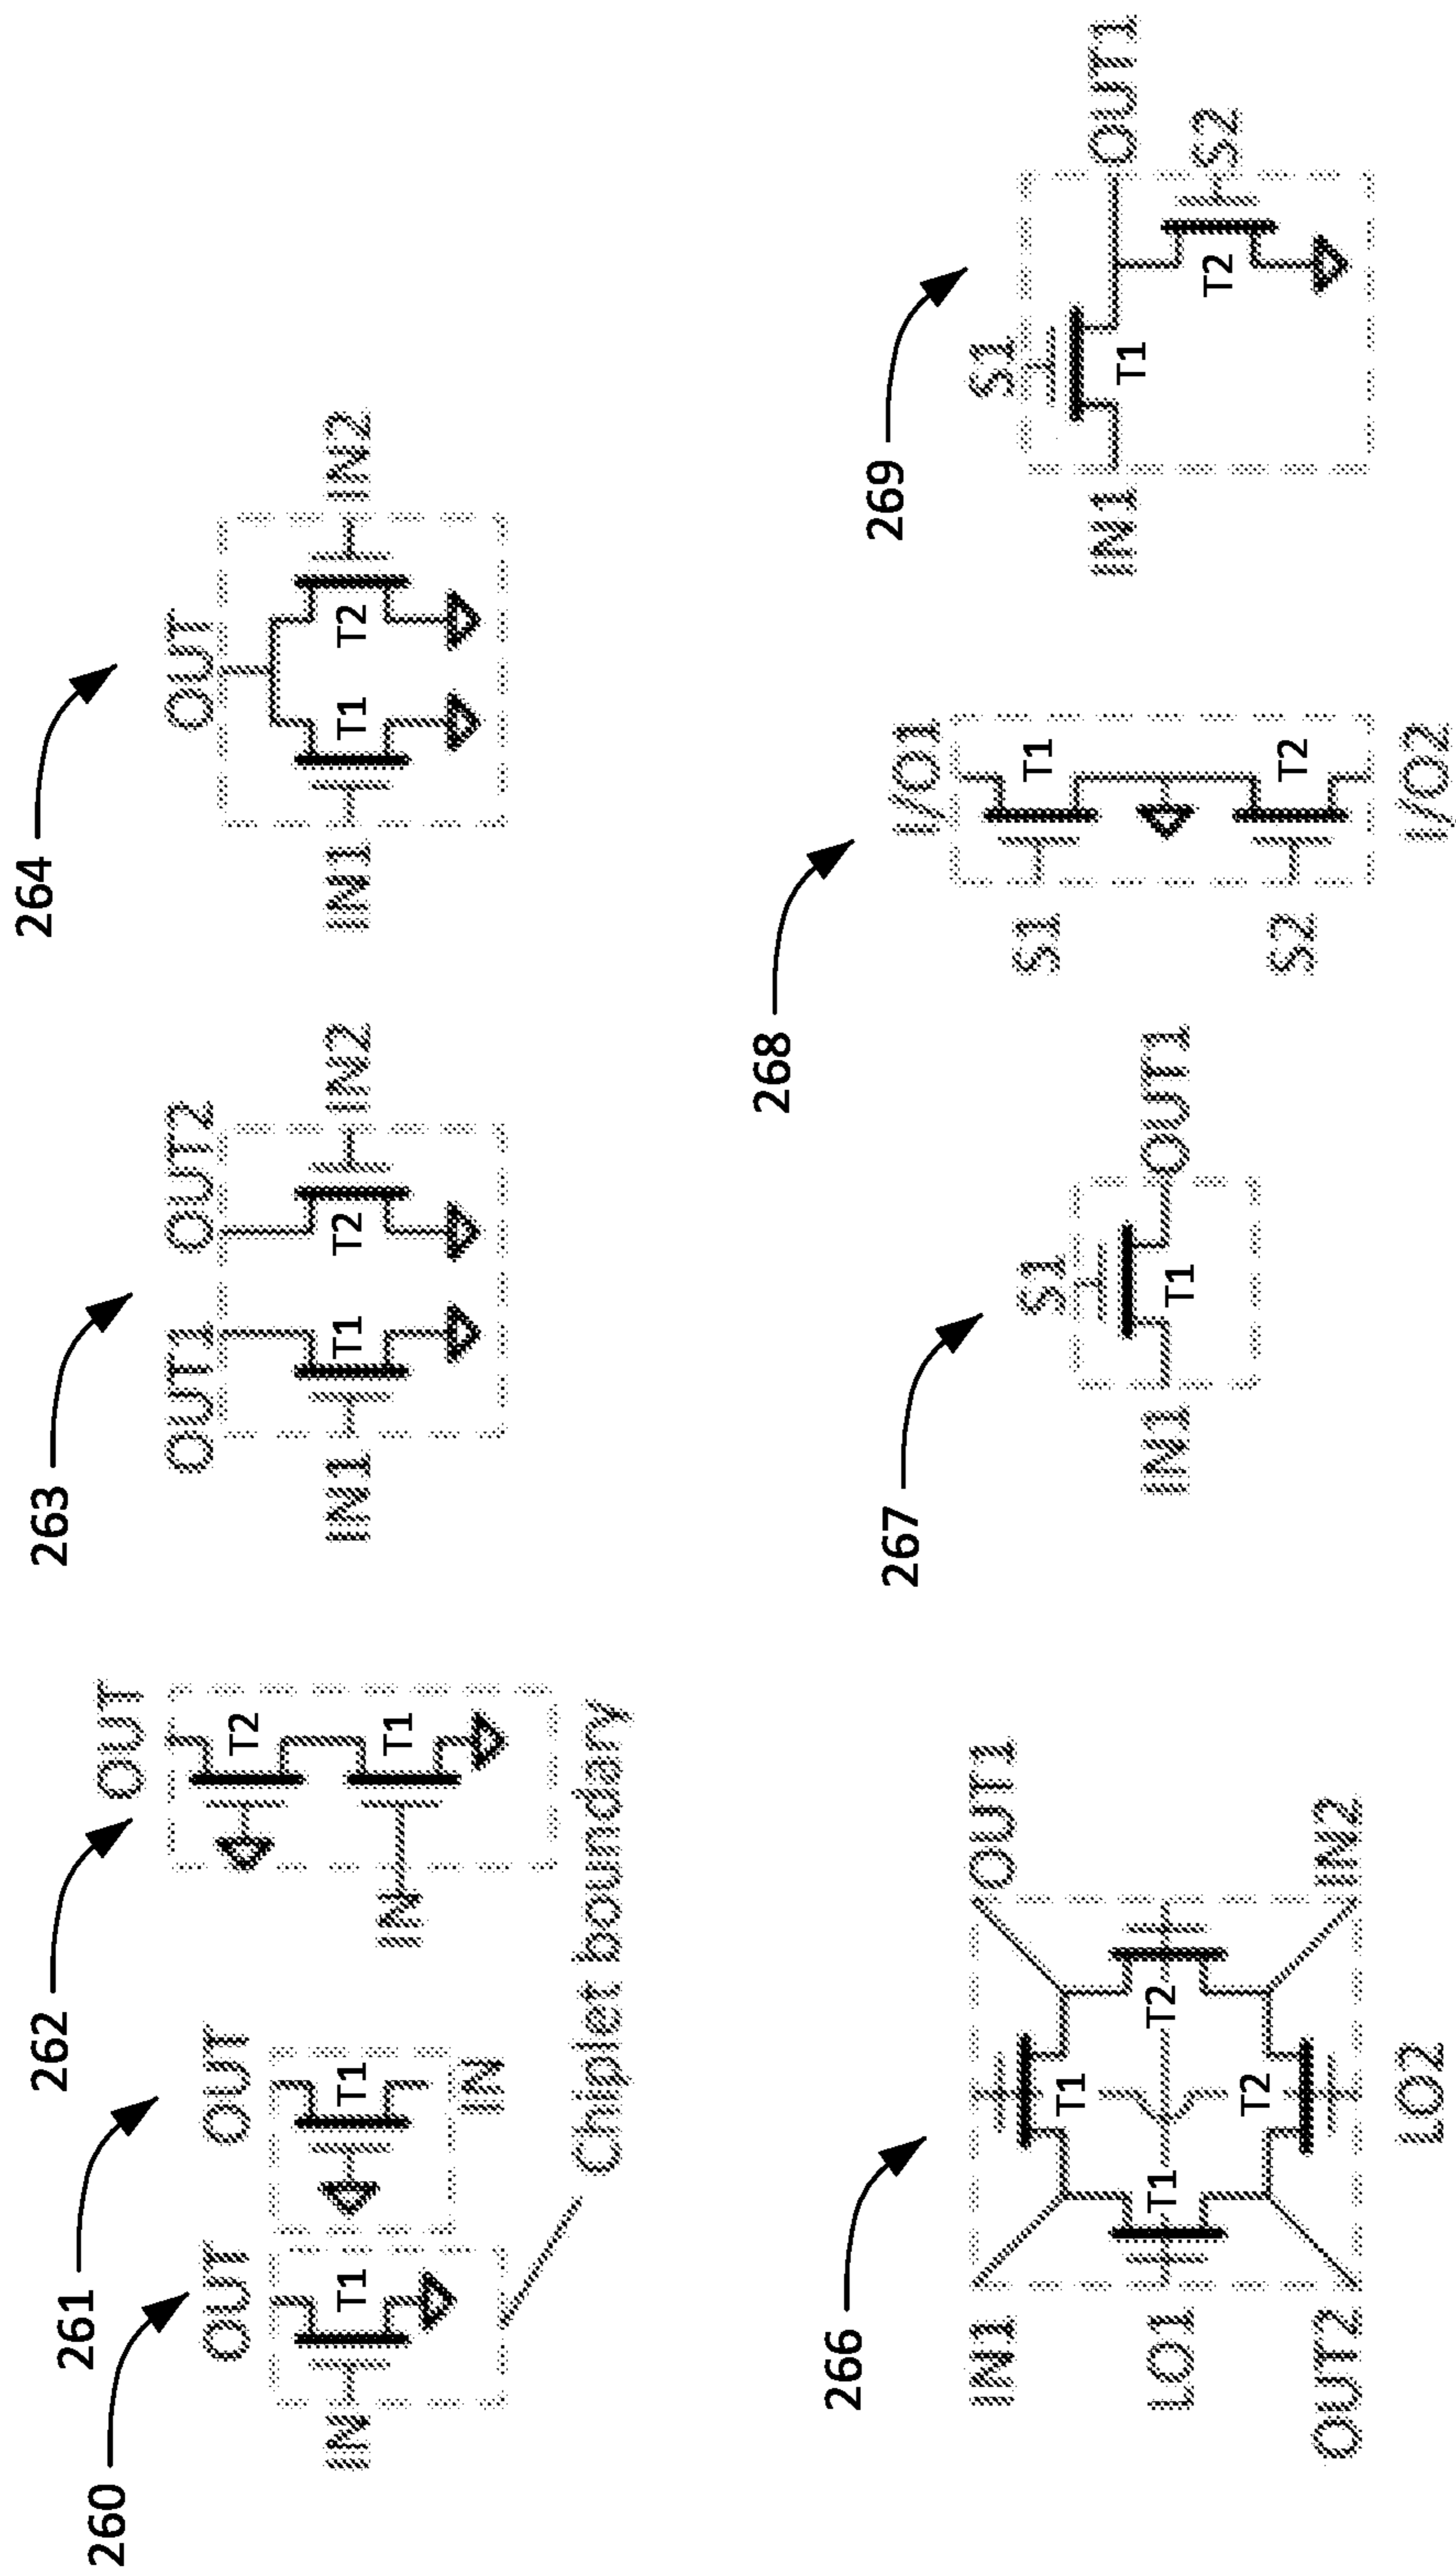 260
IN
OUT
T1
261
OUT
T1
IN
262
OUT
T2
IN
T1
Chiplet boundary
263
OUT1
OUT2
IN1
T1
T2
IN2
264
OUT
IN1
T1
T2
IN2
266
IN1
OUT1
T1
LO1
T1
T2
T2
OUT2
IN2
LO2
267
S1
IN1
T1
OUT1
268
I/O1
S1
T1
S2
T2
I/O2
269
S1
IN1
T1
OUT1
T2
S2